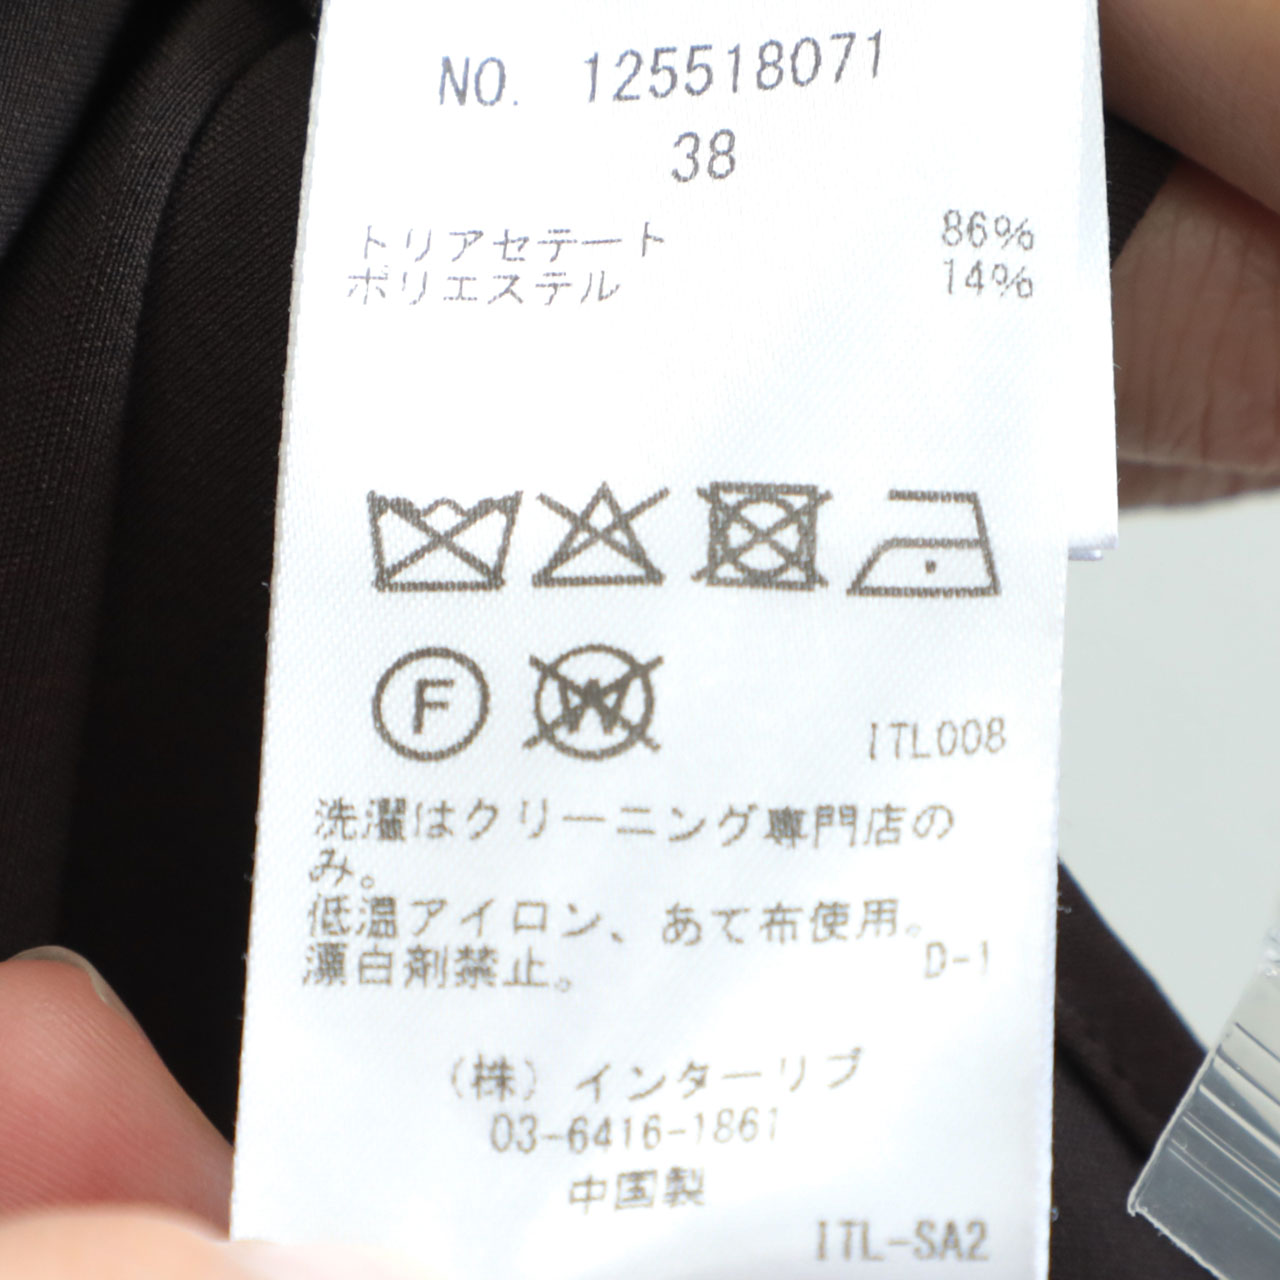 NO. 125518071
38
トリアセテート 86%
ポリエステル 14%
F W
ITL008
洗濯はクリーニング専門店の
み。
低温アイロン、あて布使用。
漂白剤禁止。 D-1
(株) インターリブ
03-6416-1861
中国製
ITL-SA2